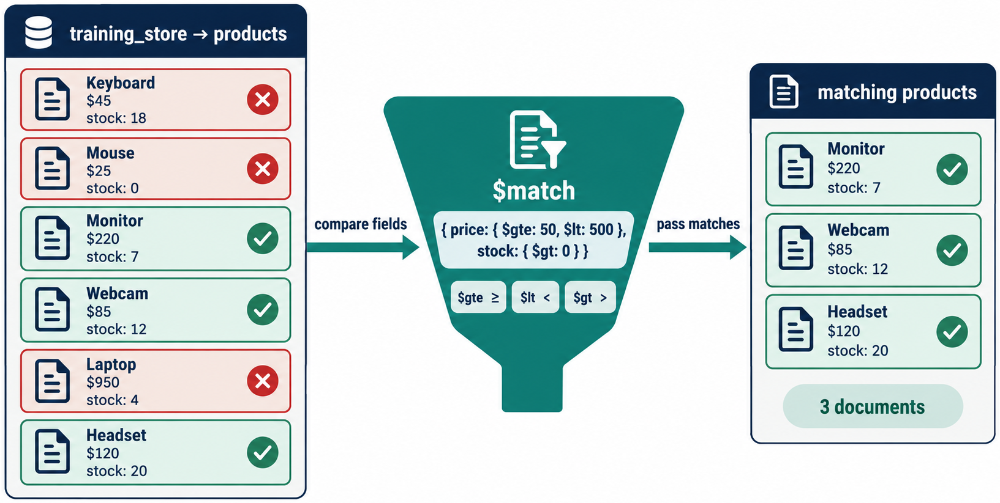 training_store → products
Keyboard
$45
stock: 18
Mouse
$25
stock: 0
Monitor
$220
stock: 7
Webcam
$85
stock: 12
Laptop
$950
stock: 4
Headset
$120
stock: 20
compare fields
$match
{ price: { $gte: 50, $lt: 500 },
stock: { $gt: 0 } }
$gte ≥
$lt <
$gt >
pass matches
matching products
Monitor
$220
stock: 7
Webcam
$85
stock: 12
Headset
$120
stock: 20
3 documents